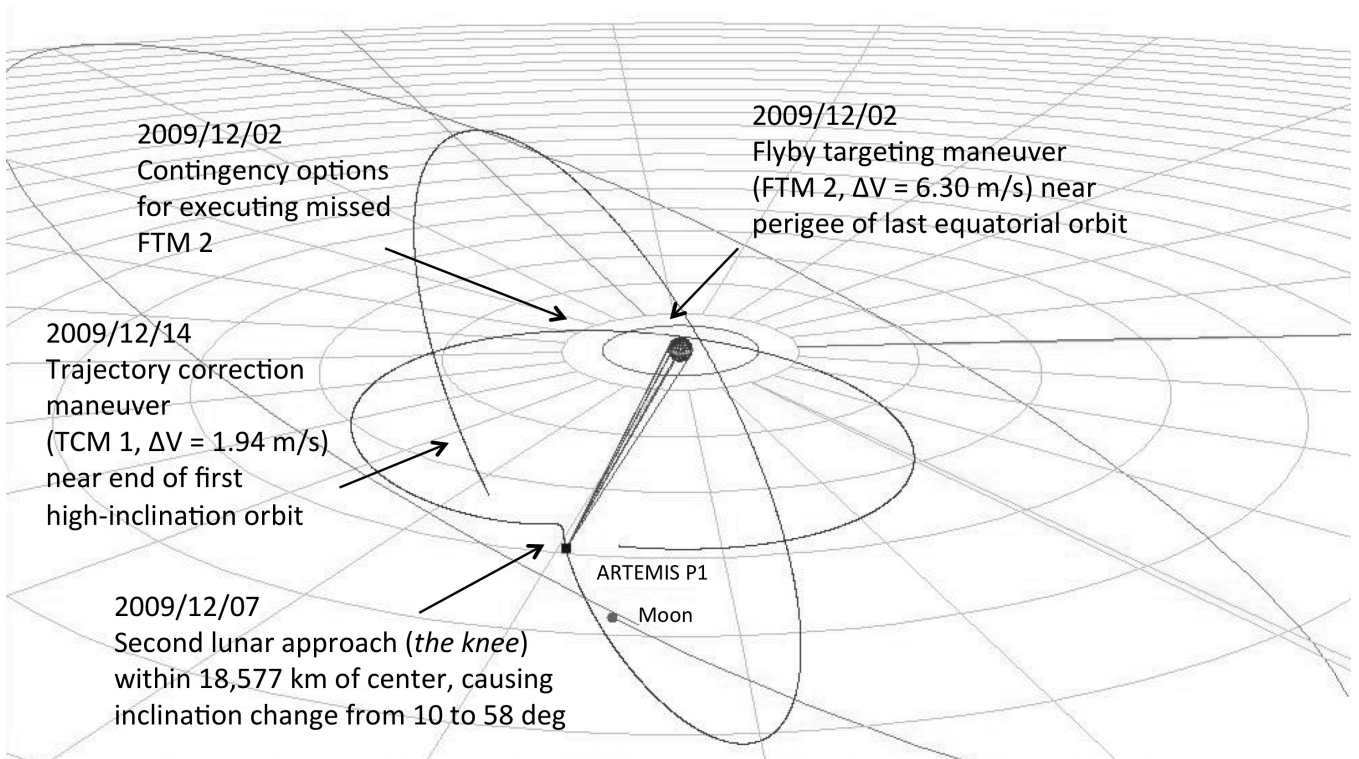 2009/12/02
Contingency options
for executing missed
FTM 2
2009/12/02
Flyby targeting maneuver
(FTM 2, ΔV = 6.30 m/s) near
perigee of last equatorial orbit
2009/12/14
Trajectory correction
maneuver
(TCM 1, ΔV = 1.94 m/s)
near end of first
high-inclination orbit
ARTEMIS P1
Moon
2009/12/07
Second lunar approach (the knee)
within 18,577 km of center, causing
inclination change from 10 to 58 deg